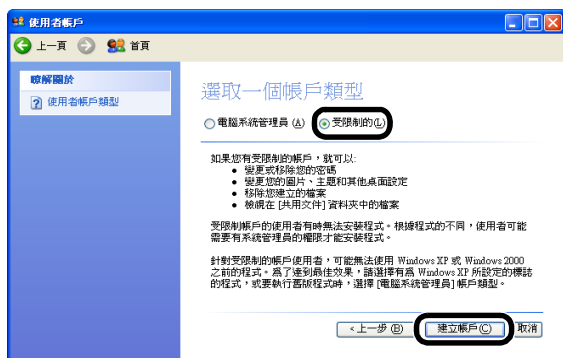 使用者帳戶
上一頁 首頁
瞭解關於
使用者帳戶類型
選取一個帳戶類型
電腦系統管理員 (A) 受限制的(L)
如果您有受限制的帳戶，就可以:
• 變更或移除您的密碼
• 變更您的圖片、主題和其他桌面設定
• 移除您建立的檔案
• 檢視在 [共用文件] 資料夾中的檔案
受限制帳戶的使用者有時無法安裝程式。根據程式的不同，使用者可能
需要有系統管理員的權限才能安裝程式。
針對受限制的帳戶使用者，可能無法使用 Windows XP 或 Windows 2000
之前的程式。為了達到最佳效果，請選擇有為 Windows XP 所設定的標誌
的程式，或要執行舊版程式時，選擇 [電腦系統管理員] 帳戶類型。
<上一步 (B) 建立帳戶(C) 取消